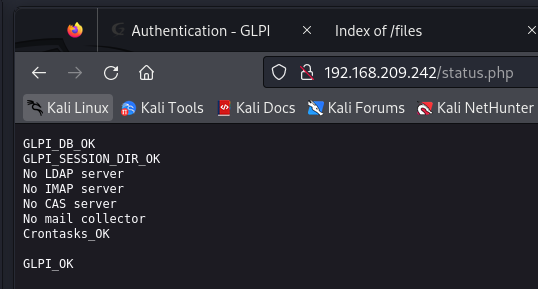 Authentication - GLPI
Index of /files
192.168.209.242/status.php
Kali Linux
Kali Tools
Kali Docs
Kali Forums
Kali NetHunter
GLPI_DB_OK
GLPI_SESSION_DIR_OK
No LDAP server
No IMAP server
No CAS server
No mail collector
Crontasks_OK
GLPI_OK